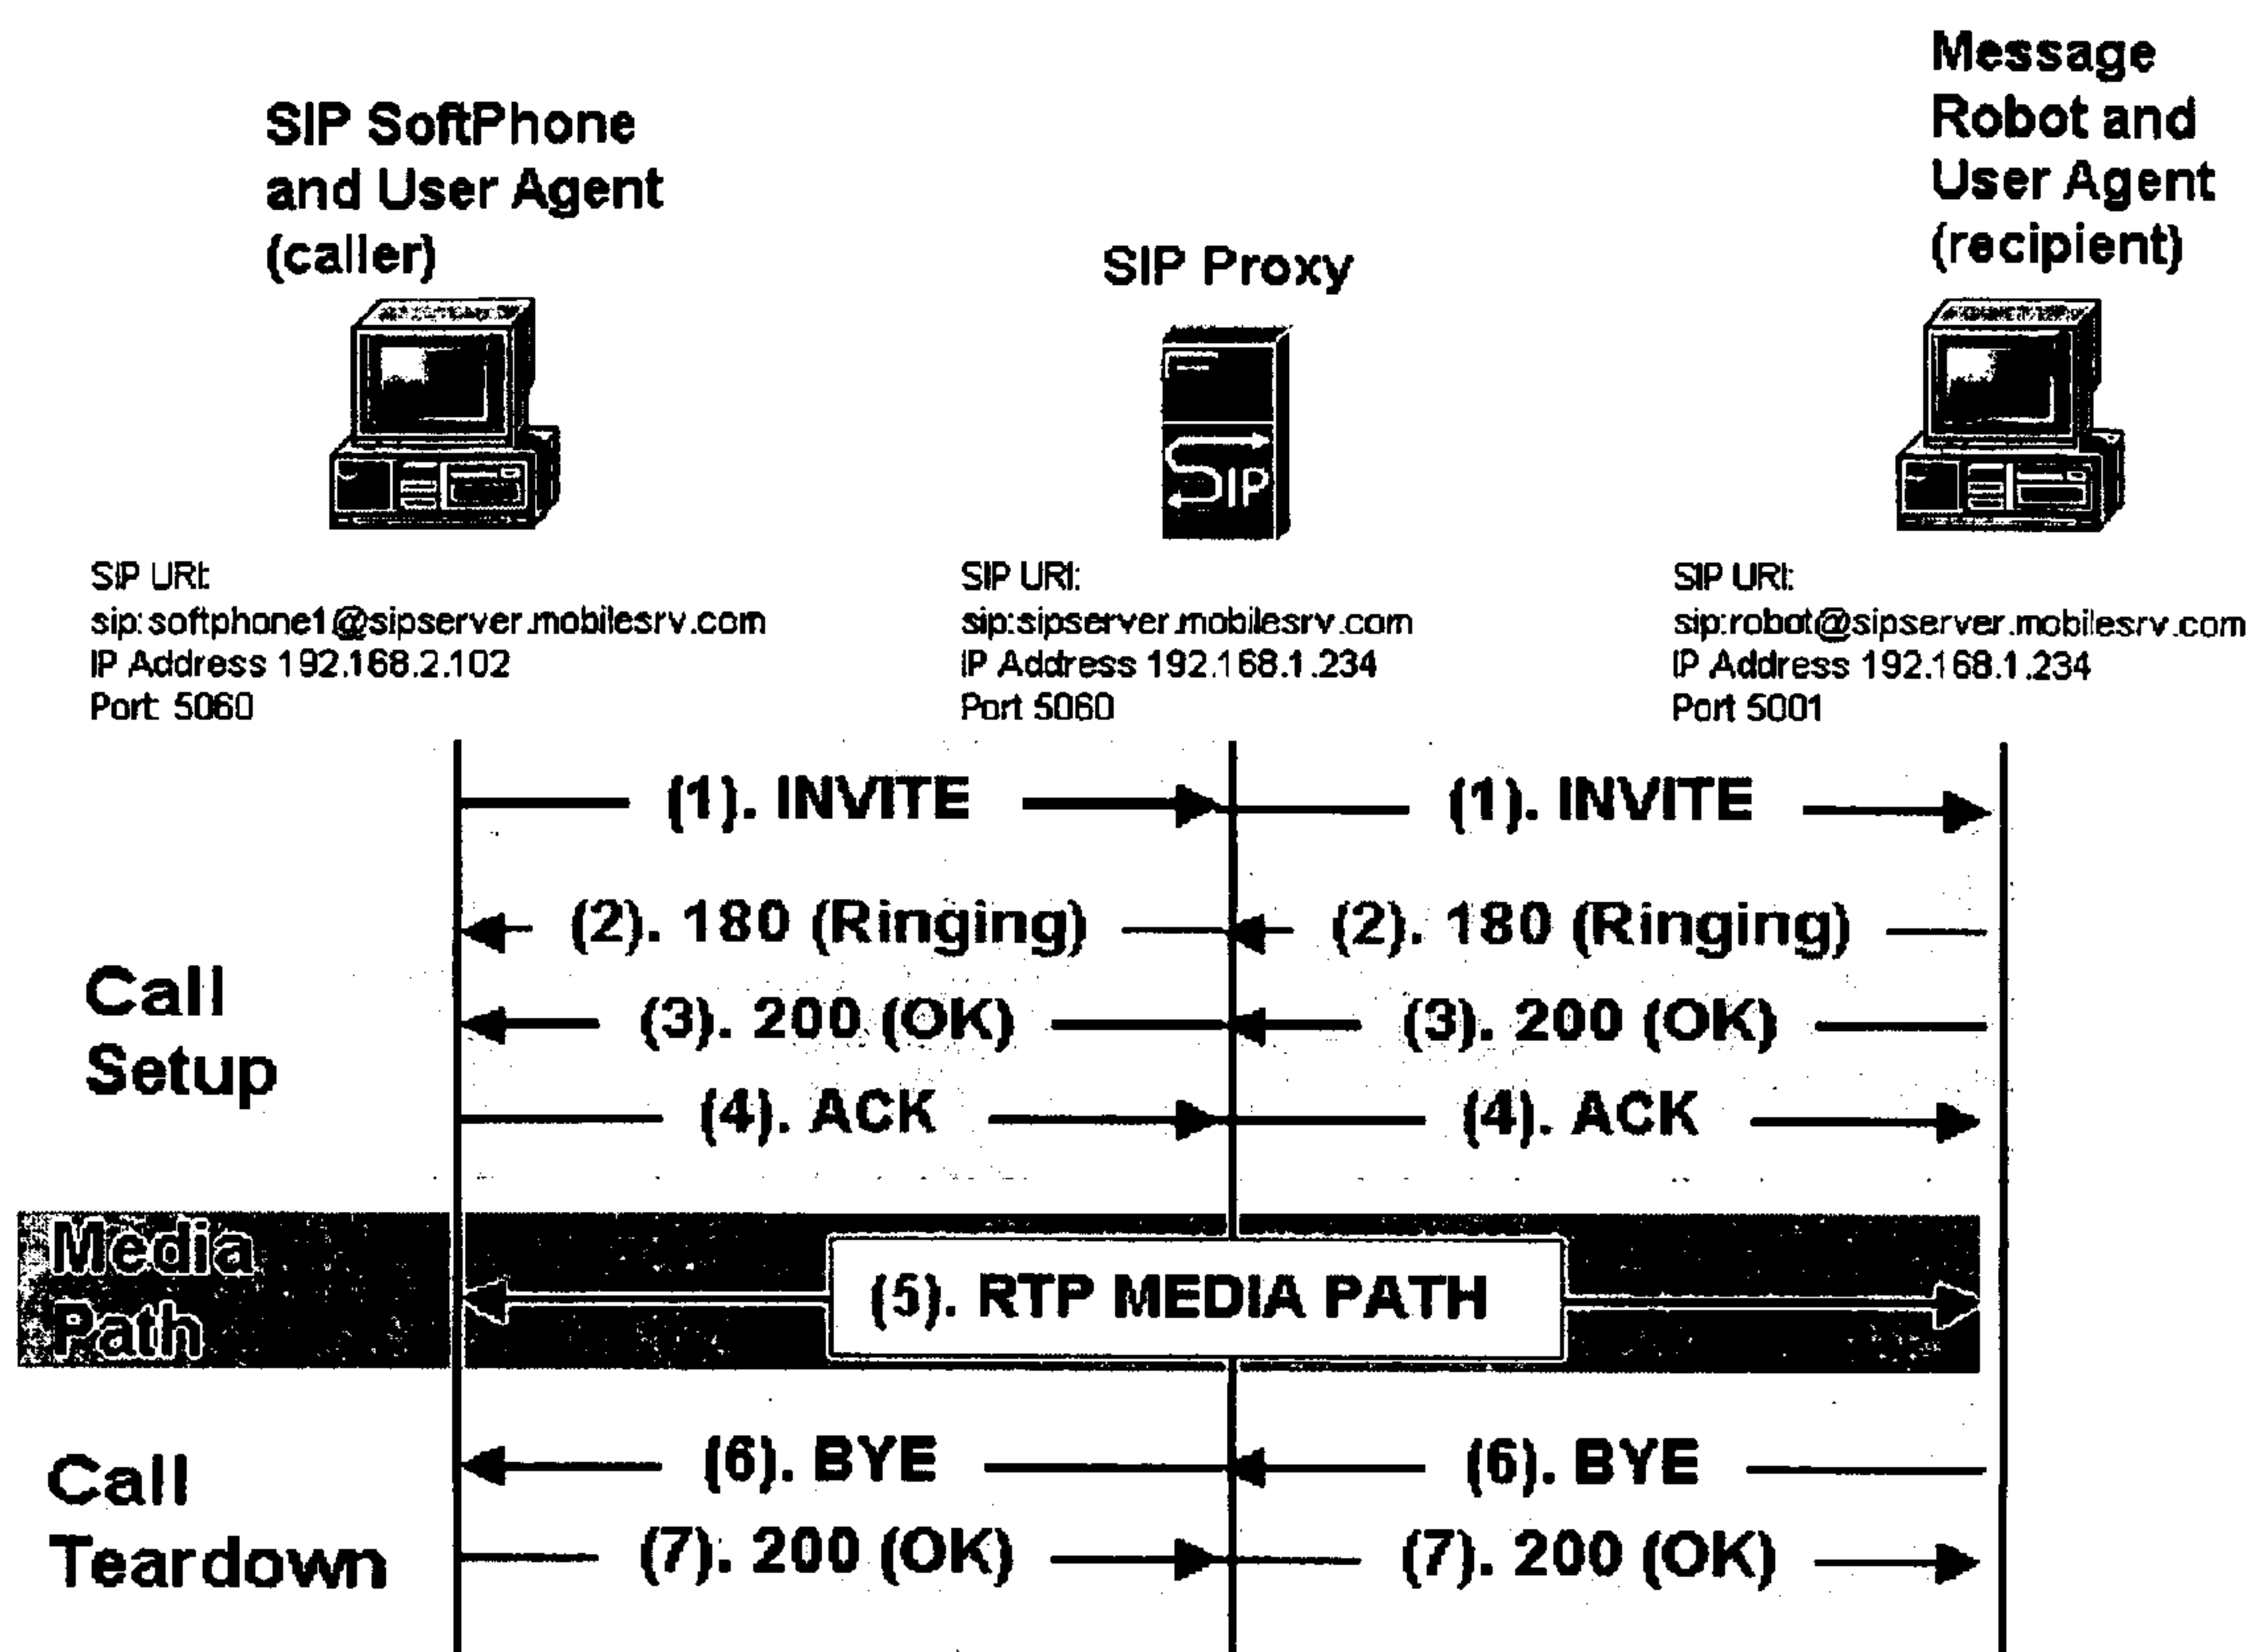 SIP SoftPhone
and User Agent
(caller)
SIP Proxy
Message
Robot and
User Agent
(recipient)
SIP
SIP URI:
sip:softphone1@sipserver.mobilesrv.com
IP Address 192.168.2.102
Port: 5060
SIP URI:
sip:sipserver.mobilesrv.com
IP Address 192.168.1.234
Port 5060
SIP URI:
sip:robot@sipserver.mobilesrv.com
IP Address 192.168.1.234
Port 5001
(1). INVITE
(1). INVITE
(2). 180 (Ringing)
(2). 180 (Ringing)
Call
Setup
(3). 200 (OK)
(3). 200 (OK)
(4). ACK
(4). ACK
Media
Path
(5). RTP MEDIA PATH
Call
Teardown
(6). BYE
(6). BYE
(7). 200 (OK)
(7). 200 (OK)